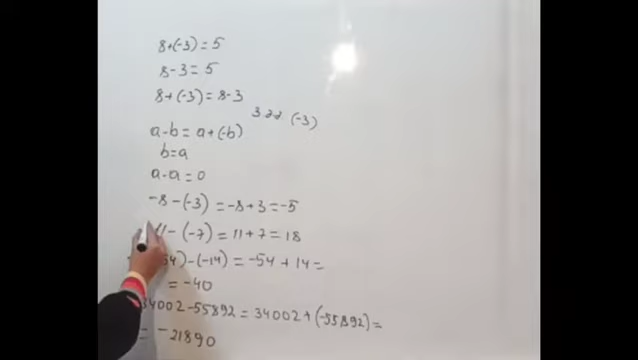 8+(-3) = 5
8-3 = 5
8+(-3) = 8-3
(-3)
a-b = a+(-b)
b=a
a-a = 0
-8-(-3) = -8+3 = -5
11-(-7) = 11+7 = 18
54)-(-14) = -54+14=
= -40
34002-55892 = 34002+(-55892) =
= -21890